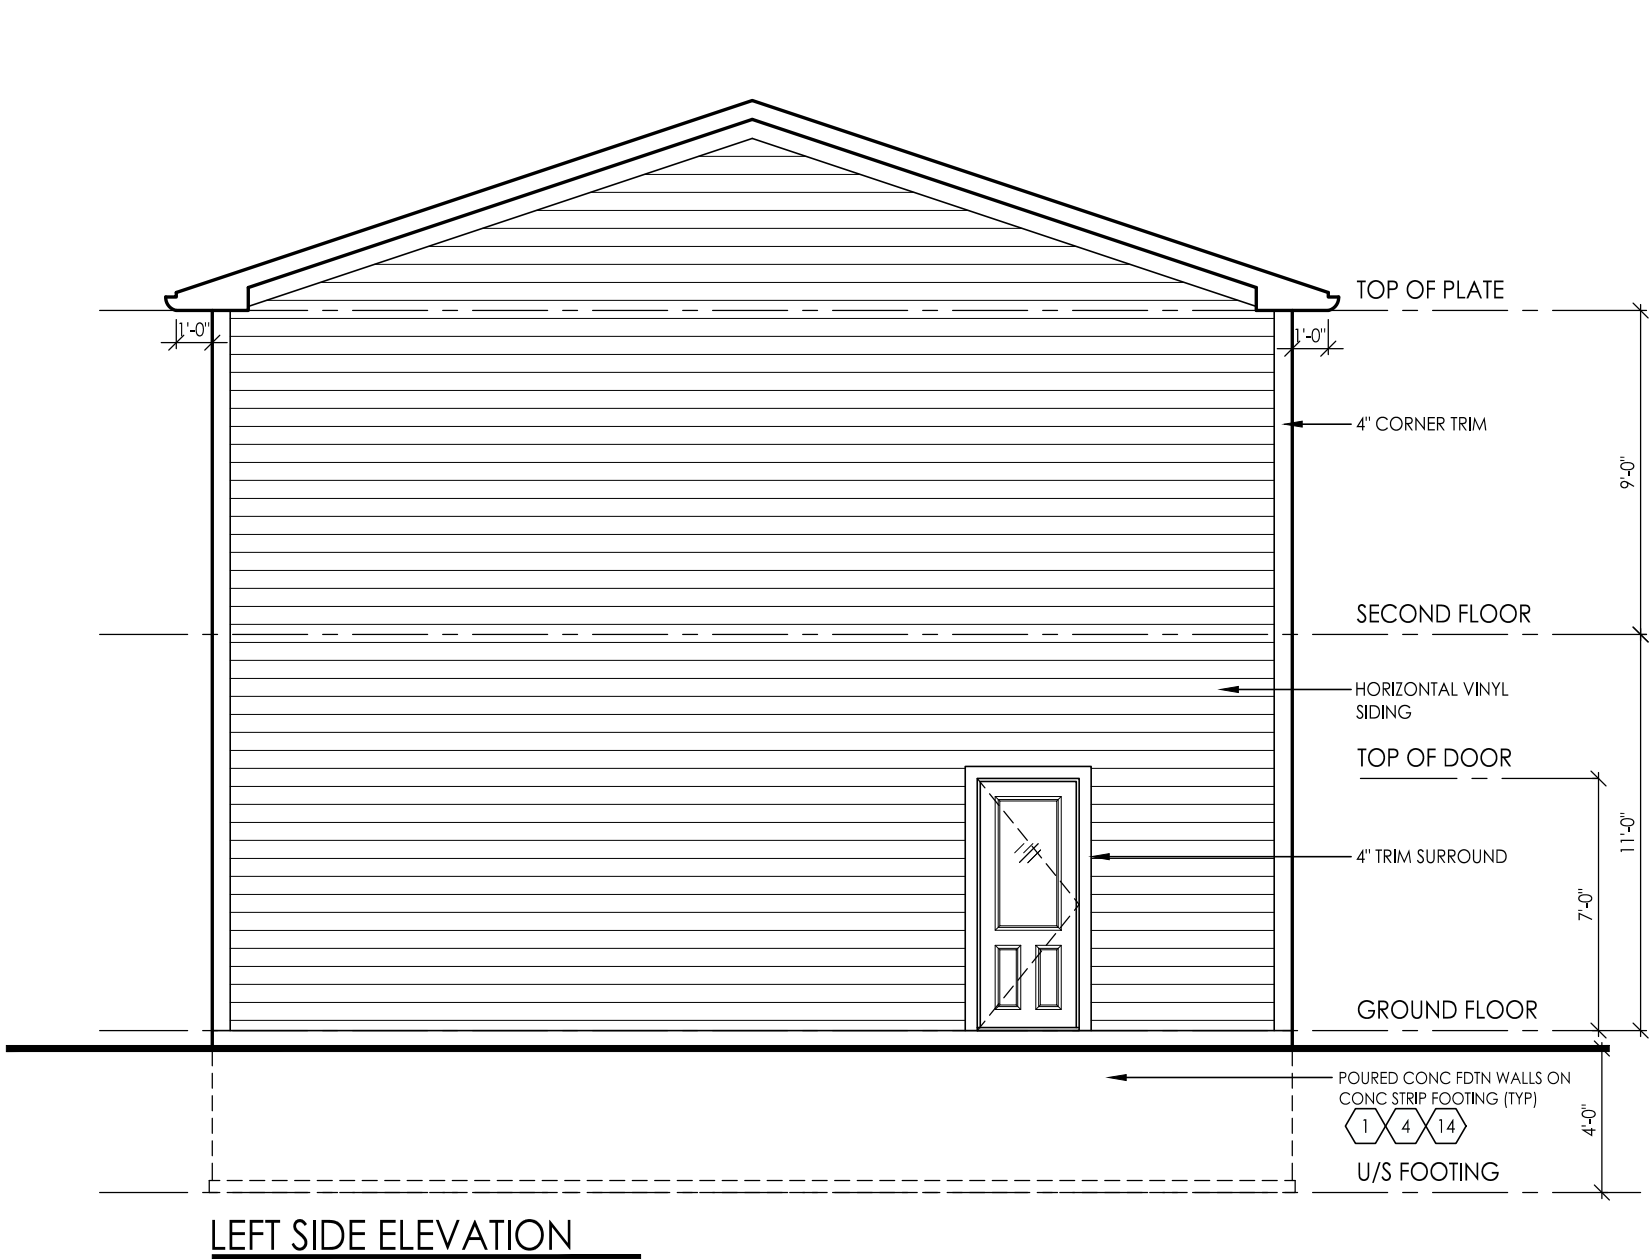 TOP OF PLATE
1'-0"
1'-0"
4" CORNER TRIM
9'-0"
SECOND FLOOR
HORIZONTAL VINYL
SIDING
TOP OF DOOR
11'-0"
4" TRIM SURROUND
7'-0"
GROUND FLOOR
POURED CONC FDTN WALLS ON
CONC STRIP FOOTING (TYP)
1 4 14
4'-0"
U/S FOOTING
LEFT SIDE ELEVATION